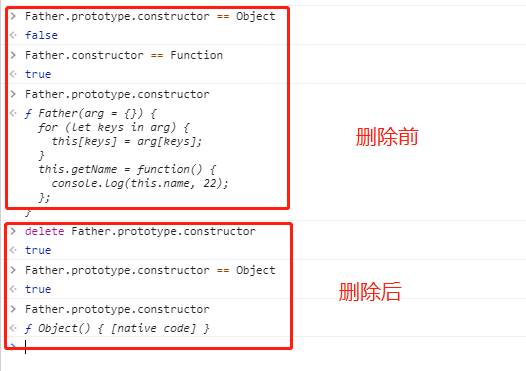 > Father.prototype.constructor == Object
< false
> Father.constructor == Function
< true
> Father.prototype.constructor
< ƒ Father(arg = {}) {
for (let keys in arg) {
this[keys] = arg[keys];
}
this.getName = function() {
console.log(this.name, 22);
};
}
删除前
> delete Father.prototype.constructor
< true
> Father.prototype.constructor == Object
< true
> Father.prototype.constructor
< ƒ Object() { [native code] }
>
删除后